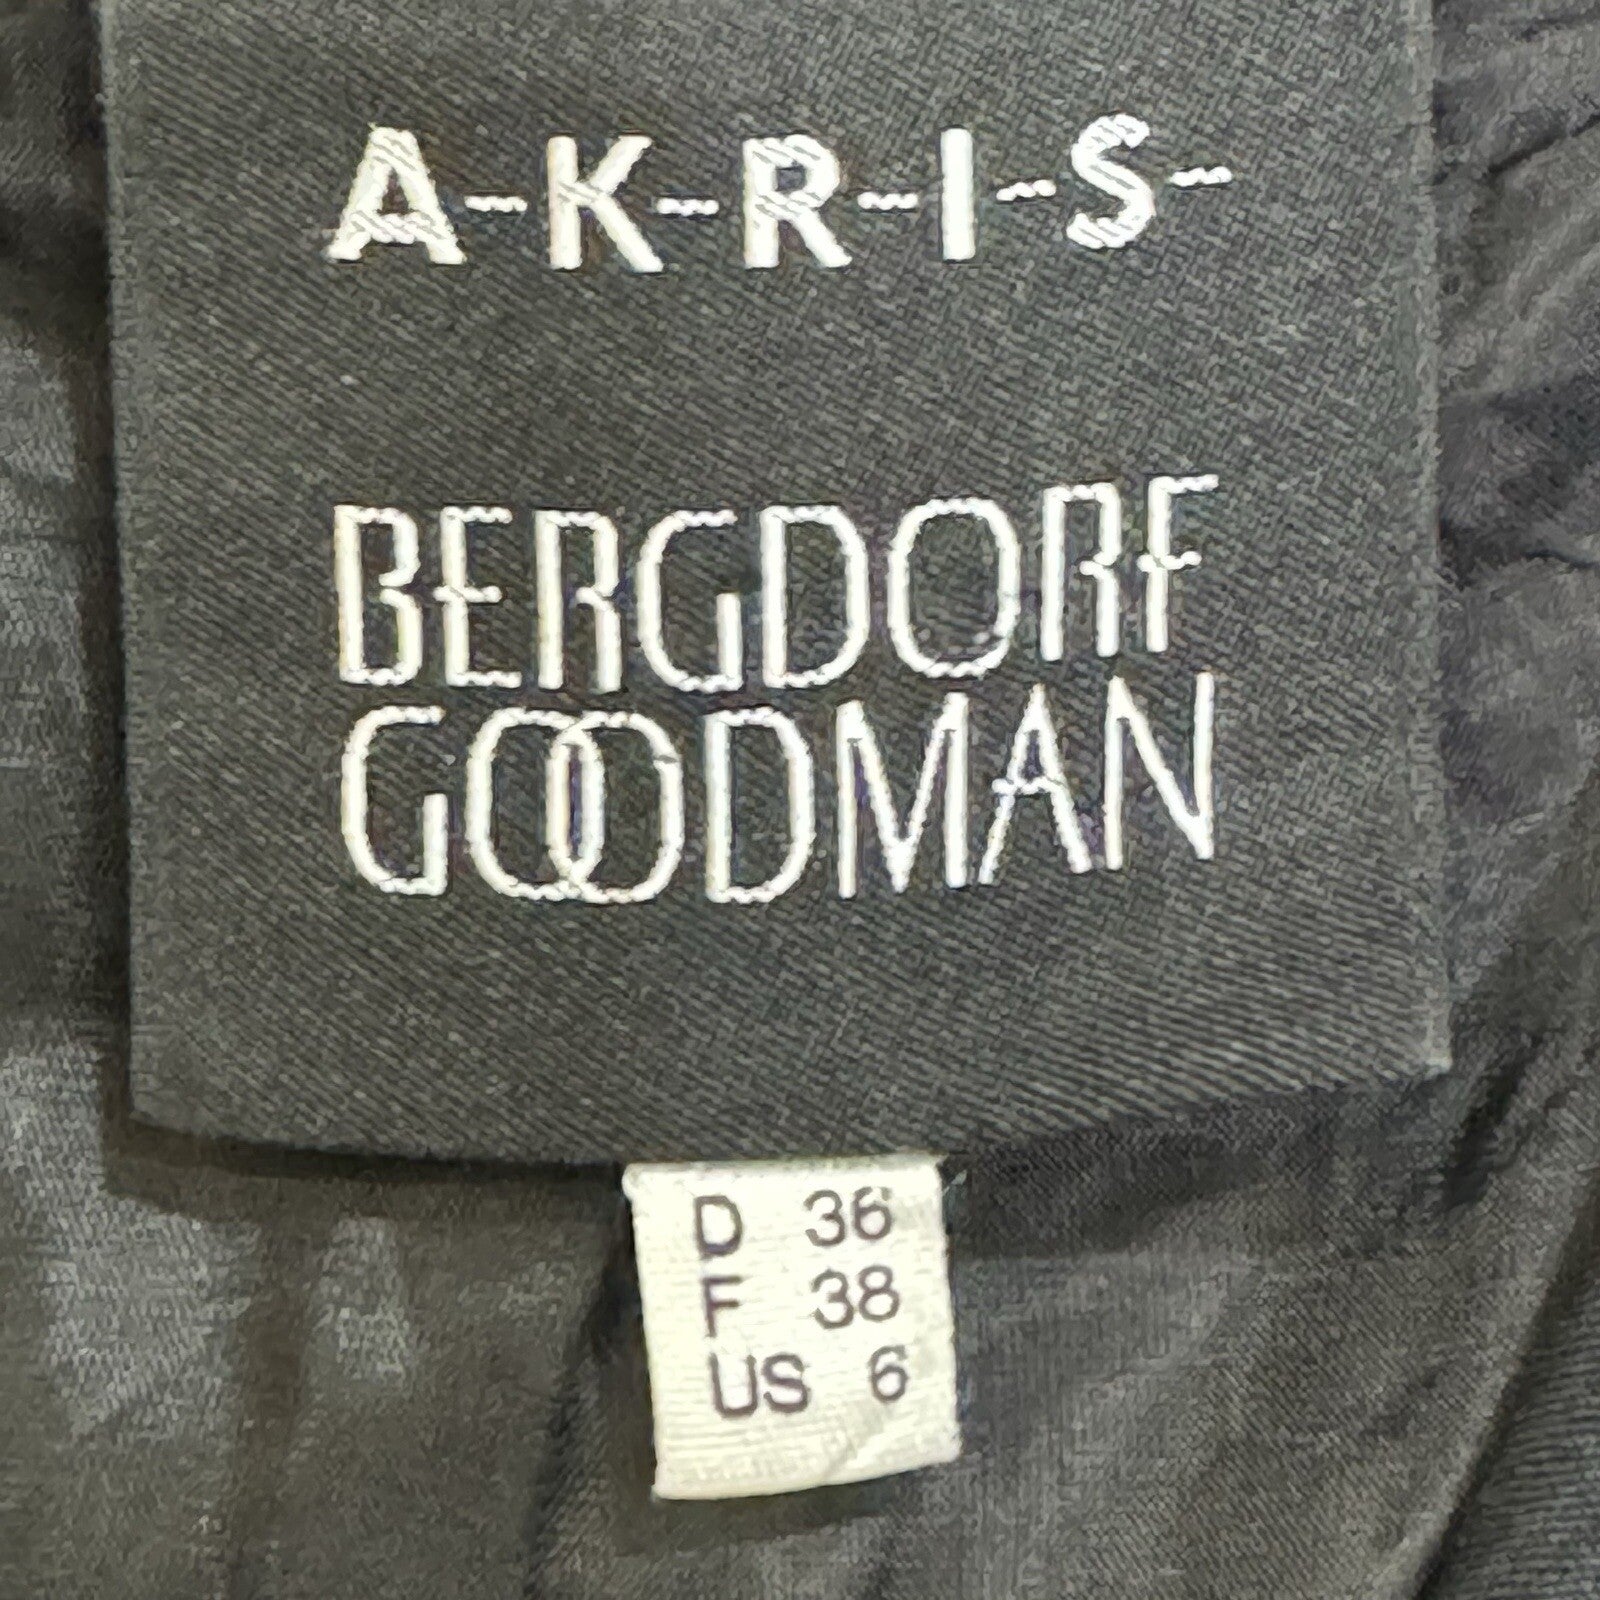 A-K-R-I-S-
BERGDORF
GOODMAN
D 36
F 38
US 6